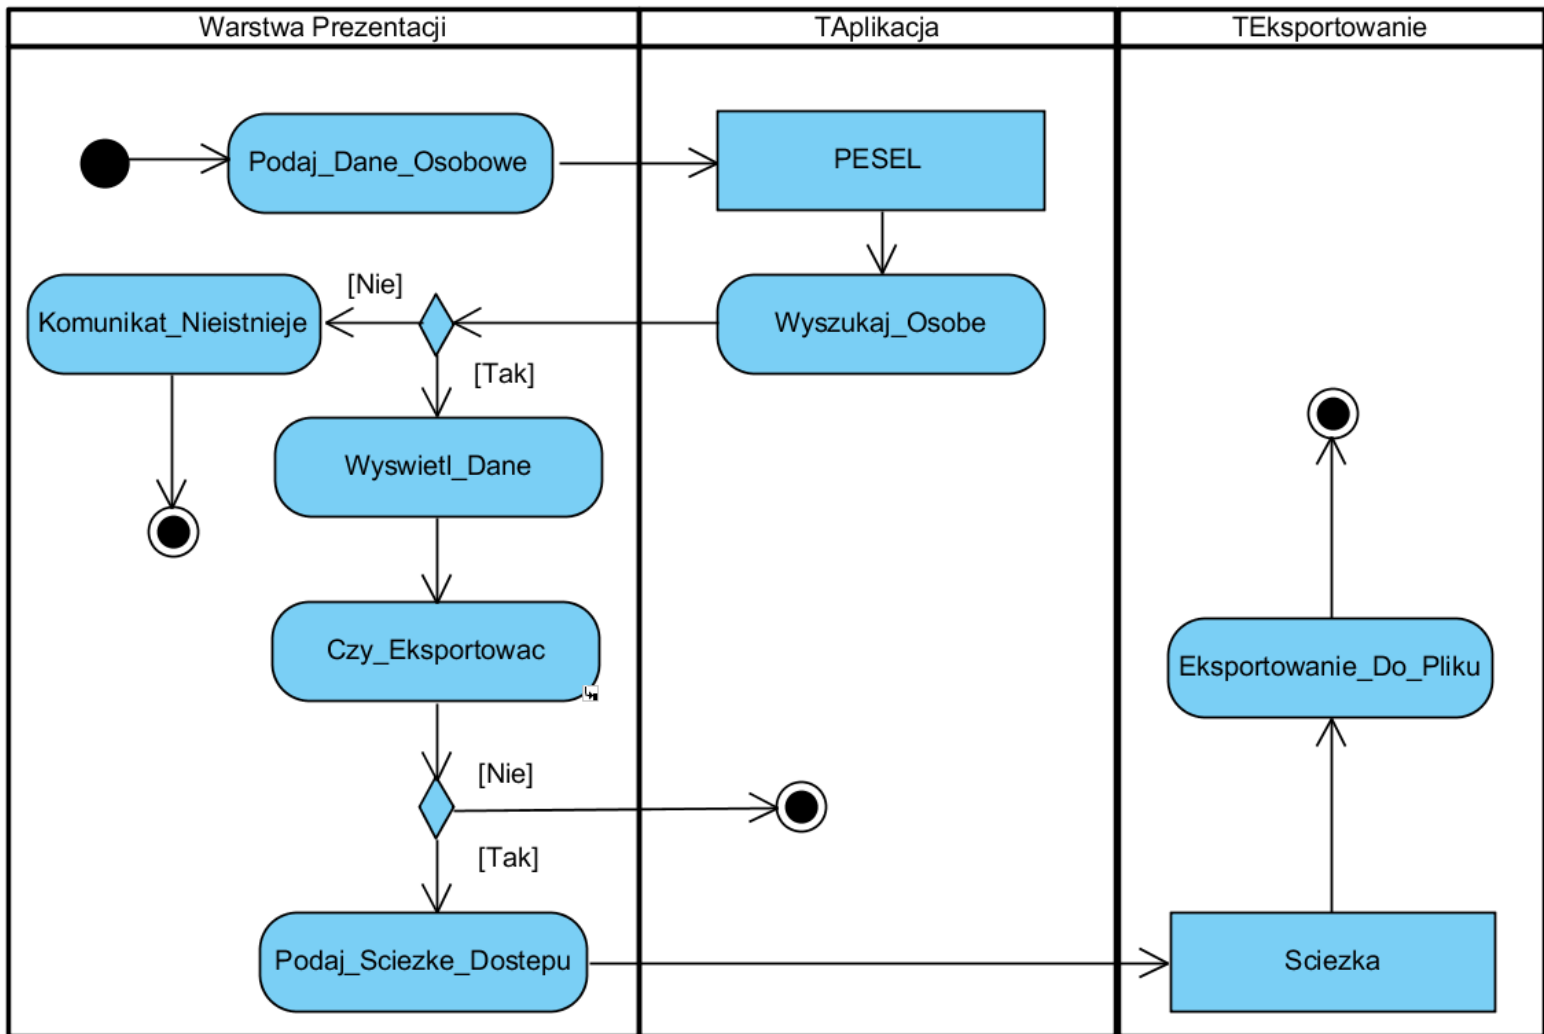 Warstwa Prezentacji
TAplikacja
TEksportowanie
Podaj_Dane_Osobowe
PESEL
[Nie]
Komunikat_Nieistnieje
Wyszukaj_Osobe
[Tak]
Wyswietl_Dane
Czy_Eksportowac
Eksportowanie_Do_Pliku
[Nie]
[Tak]
Podaj_Sciezke_Dostepu
Sciezka